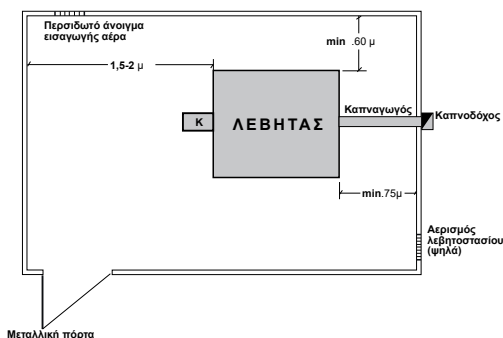 Περσιδωτό άνοιγμα
εισαγωγής αέρα
min .60 μ
1,5-2 μ
Κ
ΛΕΒΗΤΑΣ
Καπναγωγός
Καπνοδόχος
min.75μ
Αερισμός
λεβητοστασίου
(ψηλά)
Μεταλλική πόρτα